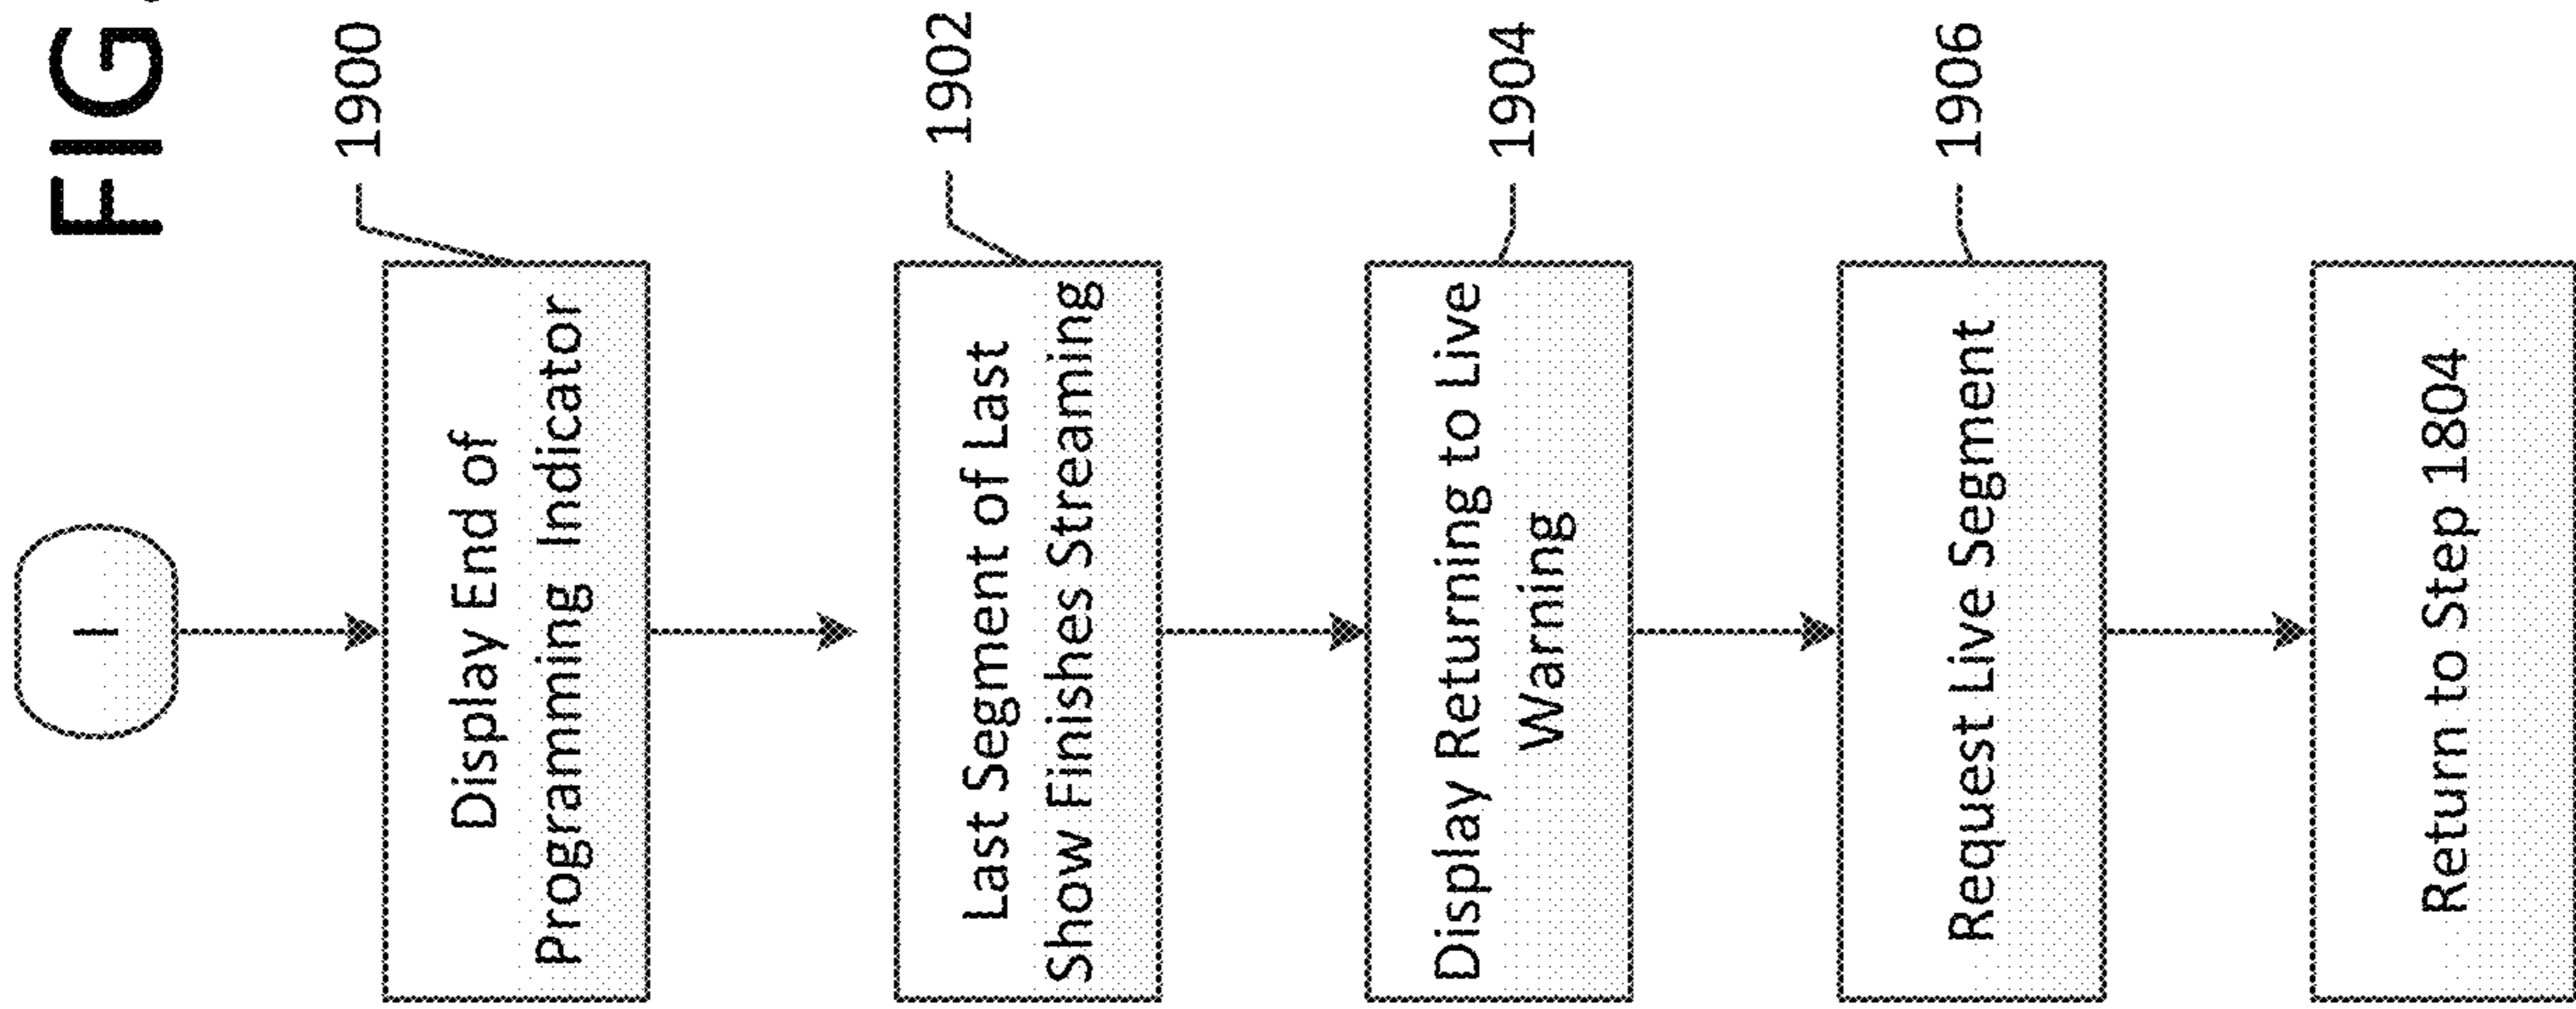 FIG.
I
1900
Display End of
Programming Indicator
1902
Last Segment of Last
Show Finishes Streaming
1904
Display Returning to Live
Warning
1906
Request Live Segment
Return to Step 1804